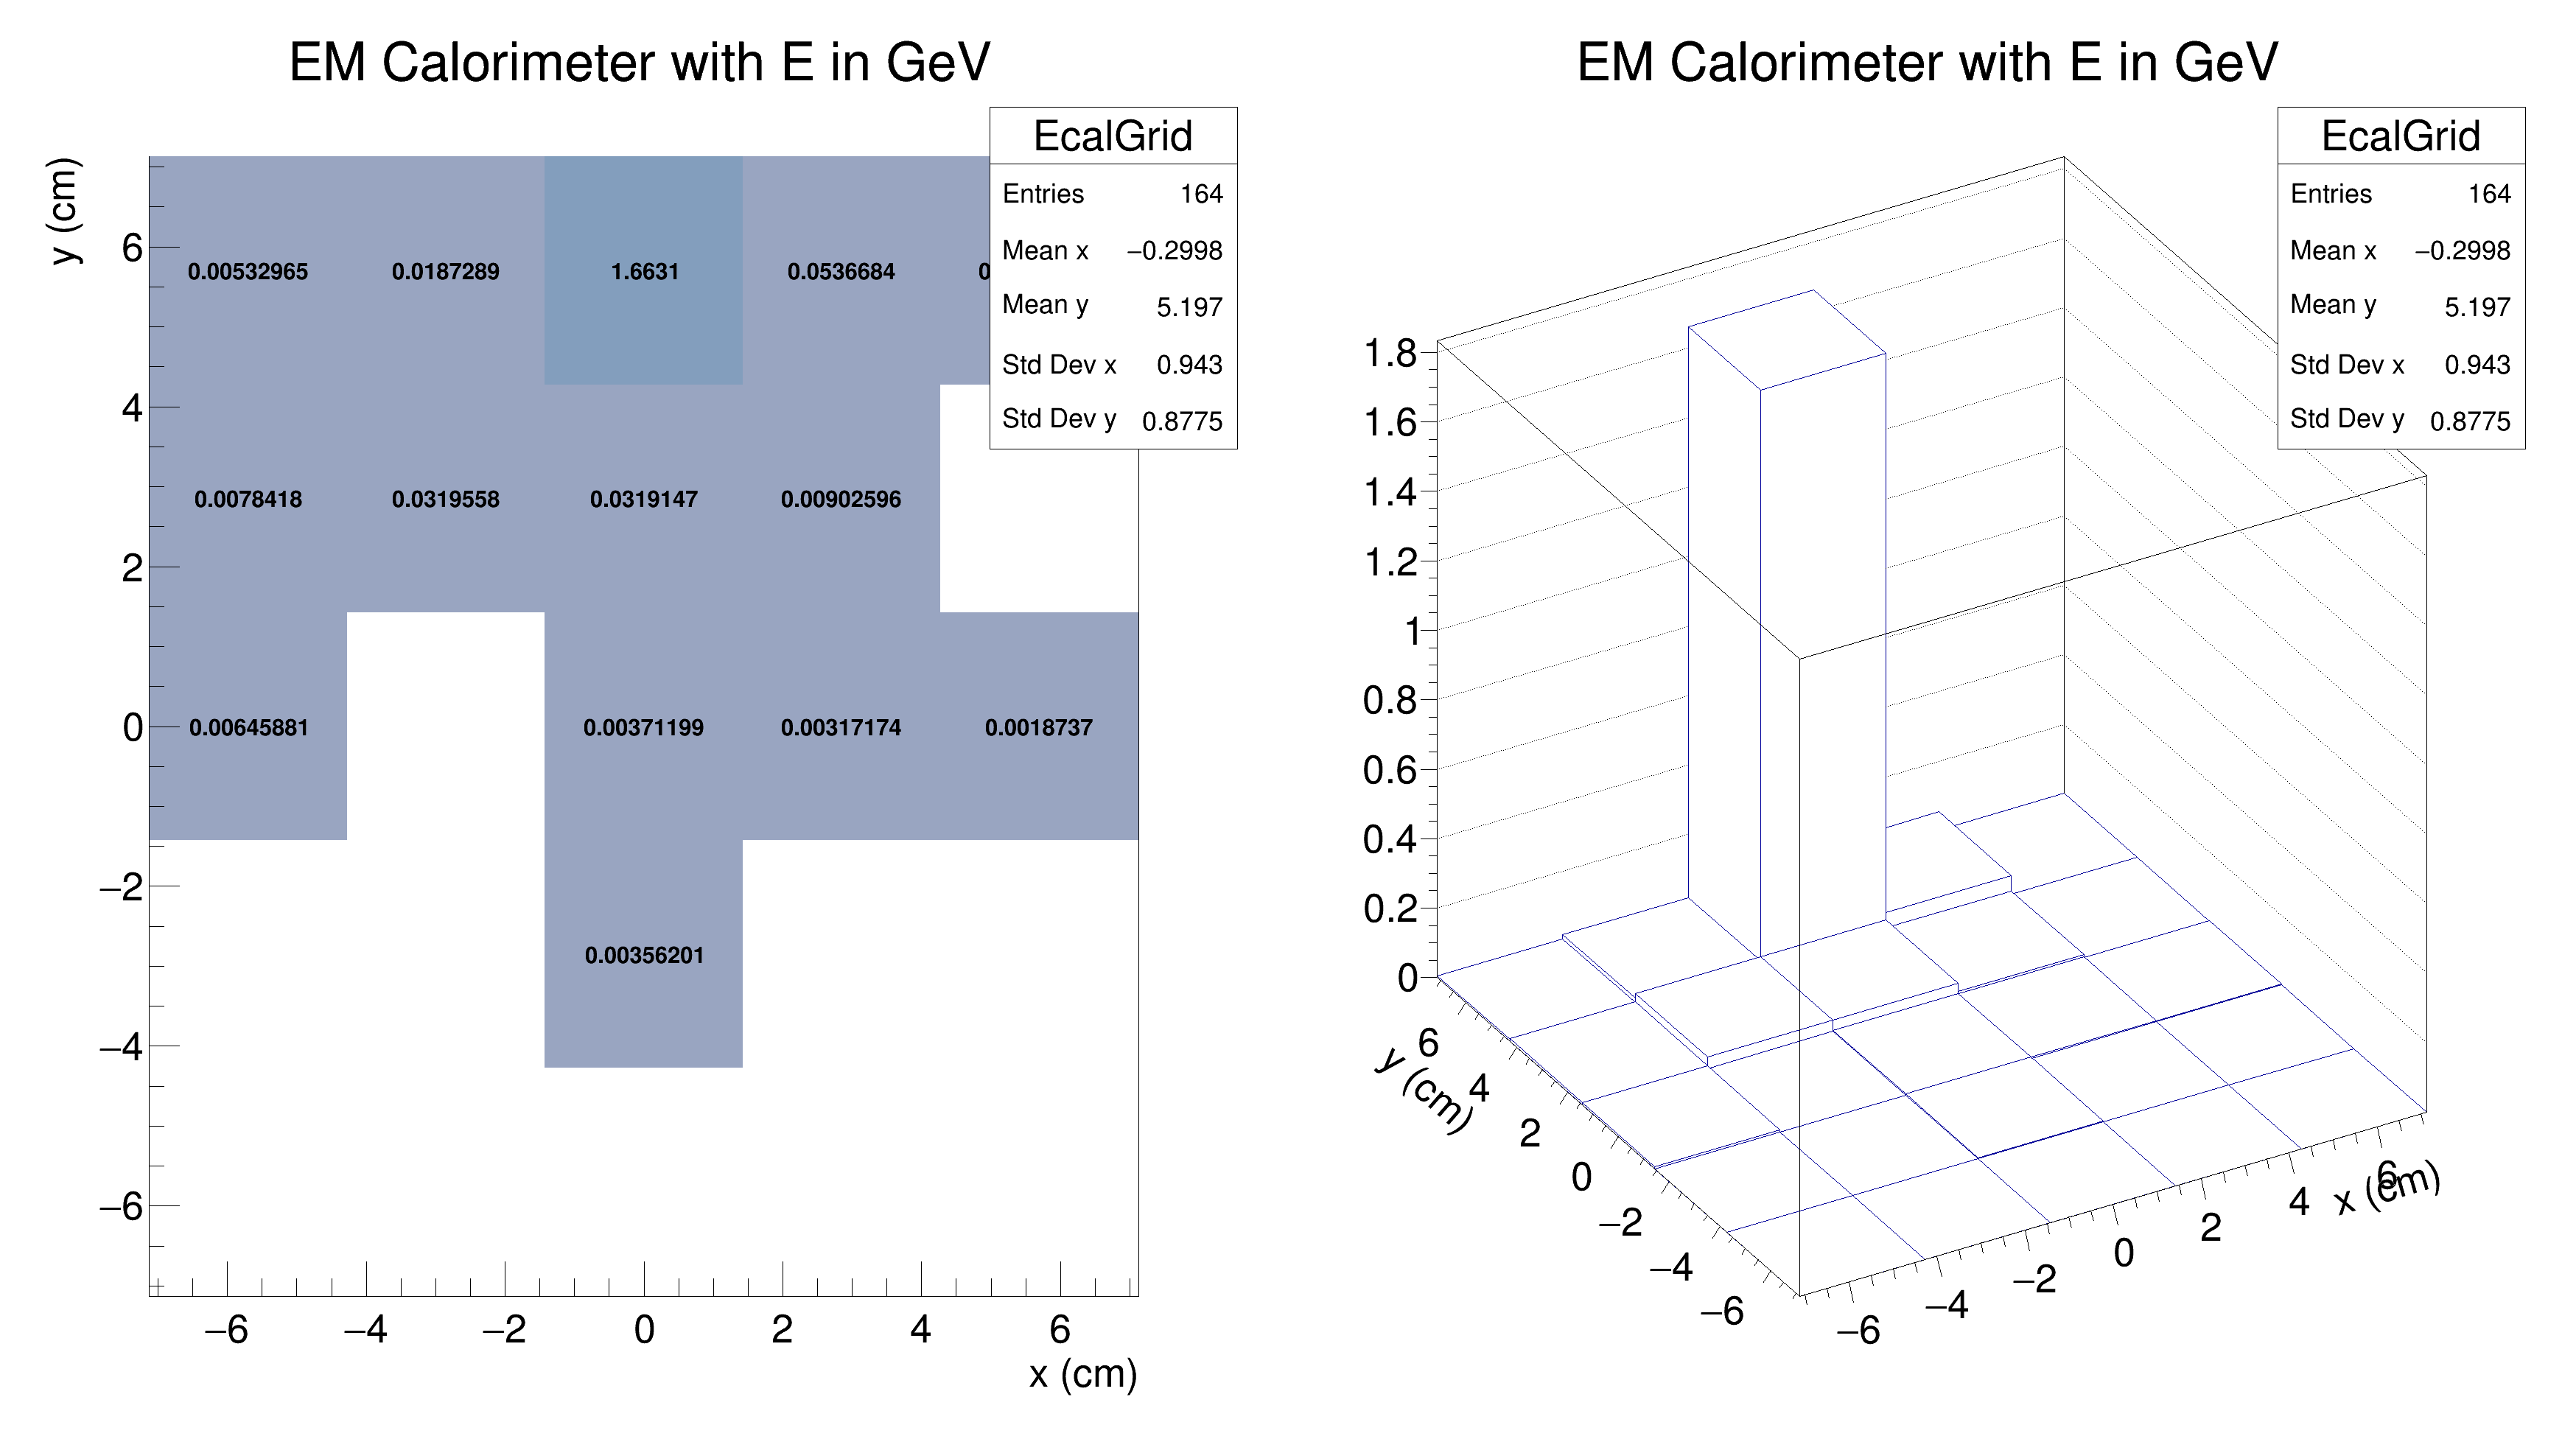 EM Calorimeter with E in GeV
EcalGrid
Entries 164
Mean x −0.2998
Mean y 5.197
Std Dev x 0.943
Std Dev y 0.8775
y (cm)
6
4
2
0
−2
−4
−6
0.00532965 0.0187289 1.6631 0.0536684
0.0078418 0.0319558 0.0319147 0.00902596
0.00645881 0.00371199 0.00317174 0.0018737
0.00356201
−6 −4 −2 0 2 4 6
x (cm)
EM Calorimeter with E in GeV
EcalGrid
Entries 164
Mean x −0.2998
Mean y 5.197
Std Dev x 0.943
Std Dev y 0.8775
1.8
1.6
1.4
1.2
1
0.8
0.6
0.4
0.2
0
y (cm)
6
4
2
0
−2
−4
−6
−6 −4 −2 0 2 4 6
x (cm)